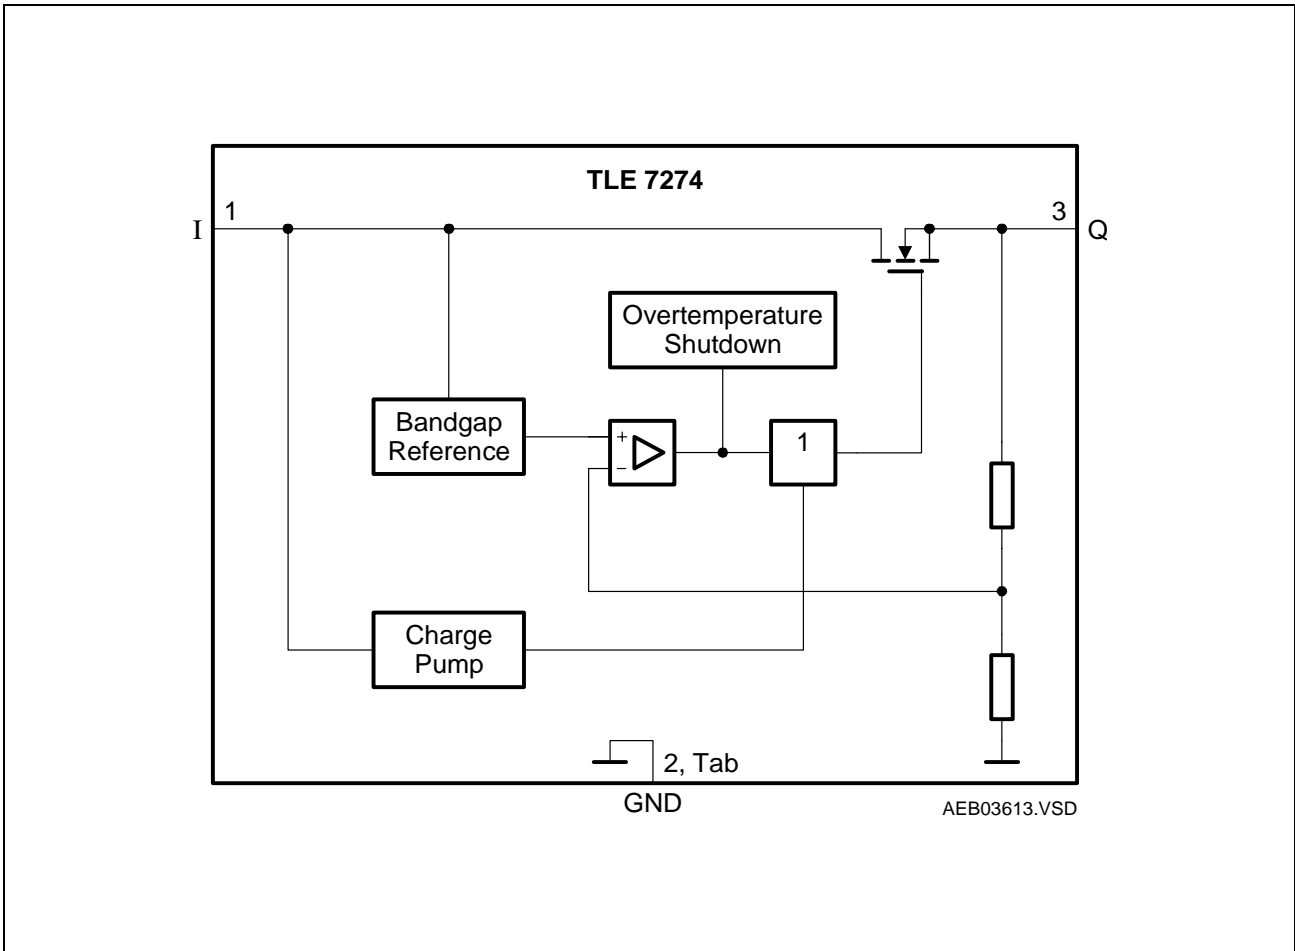 TLE 7274
I
1
3
Q
Overtemperature
Shutdown
Bandgap
Reference
+
−
1
Charge
Pump
2, Tab
GND
AEB03613.VSD